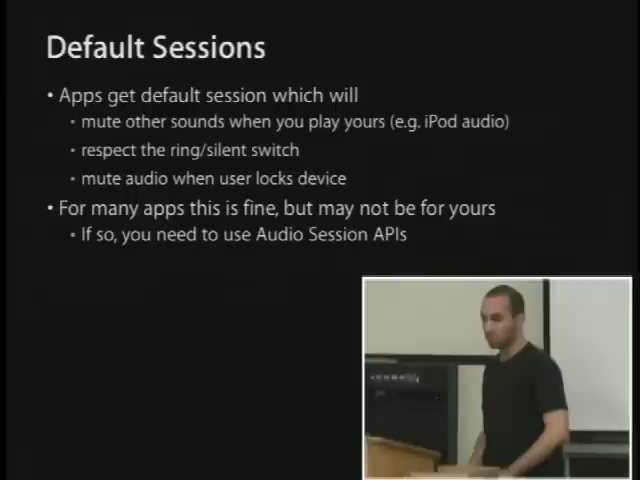 Default Sessions
• Apps get default session which will
▪ mute other sounds when you play yours (e.g. iPod audio)
▪ respect the ring/silent switch
▪ mute audio when user locks device
• For many apps this is fine, but may not be for yours
▪ If so, you need to use Audio Session APIs